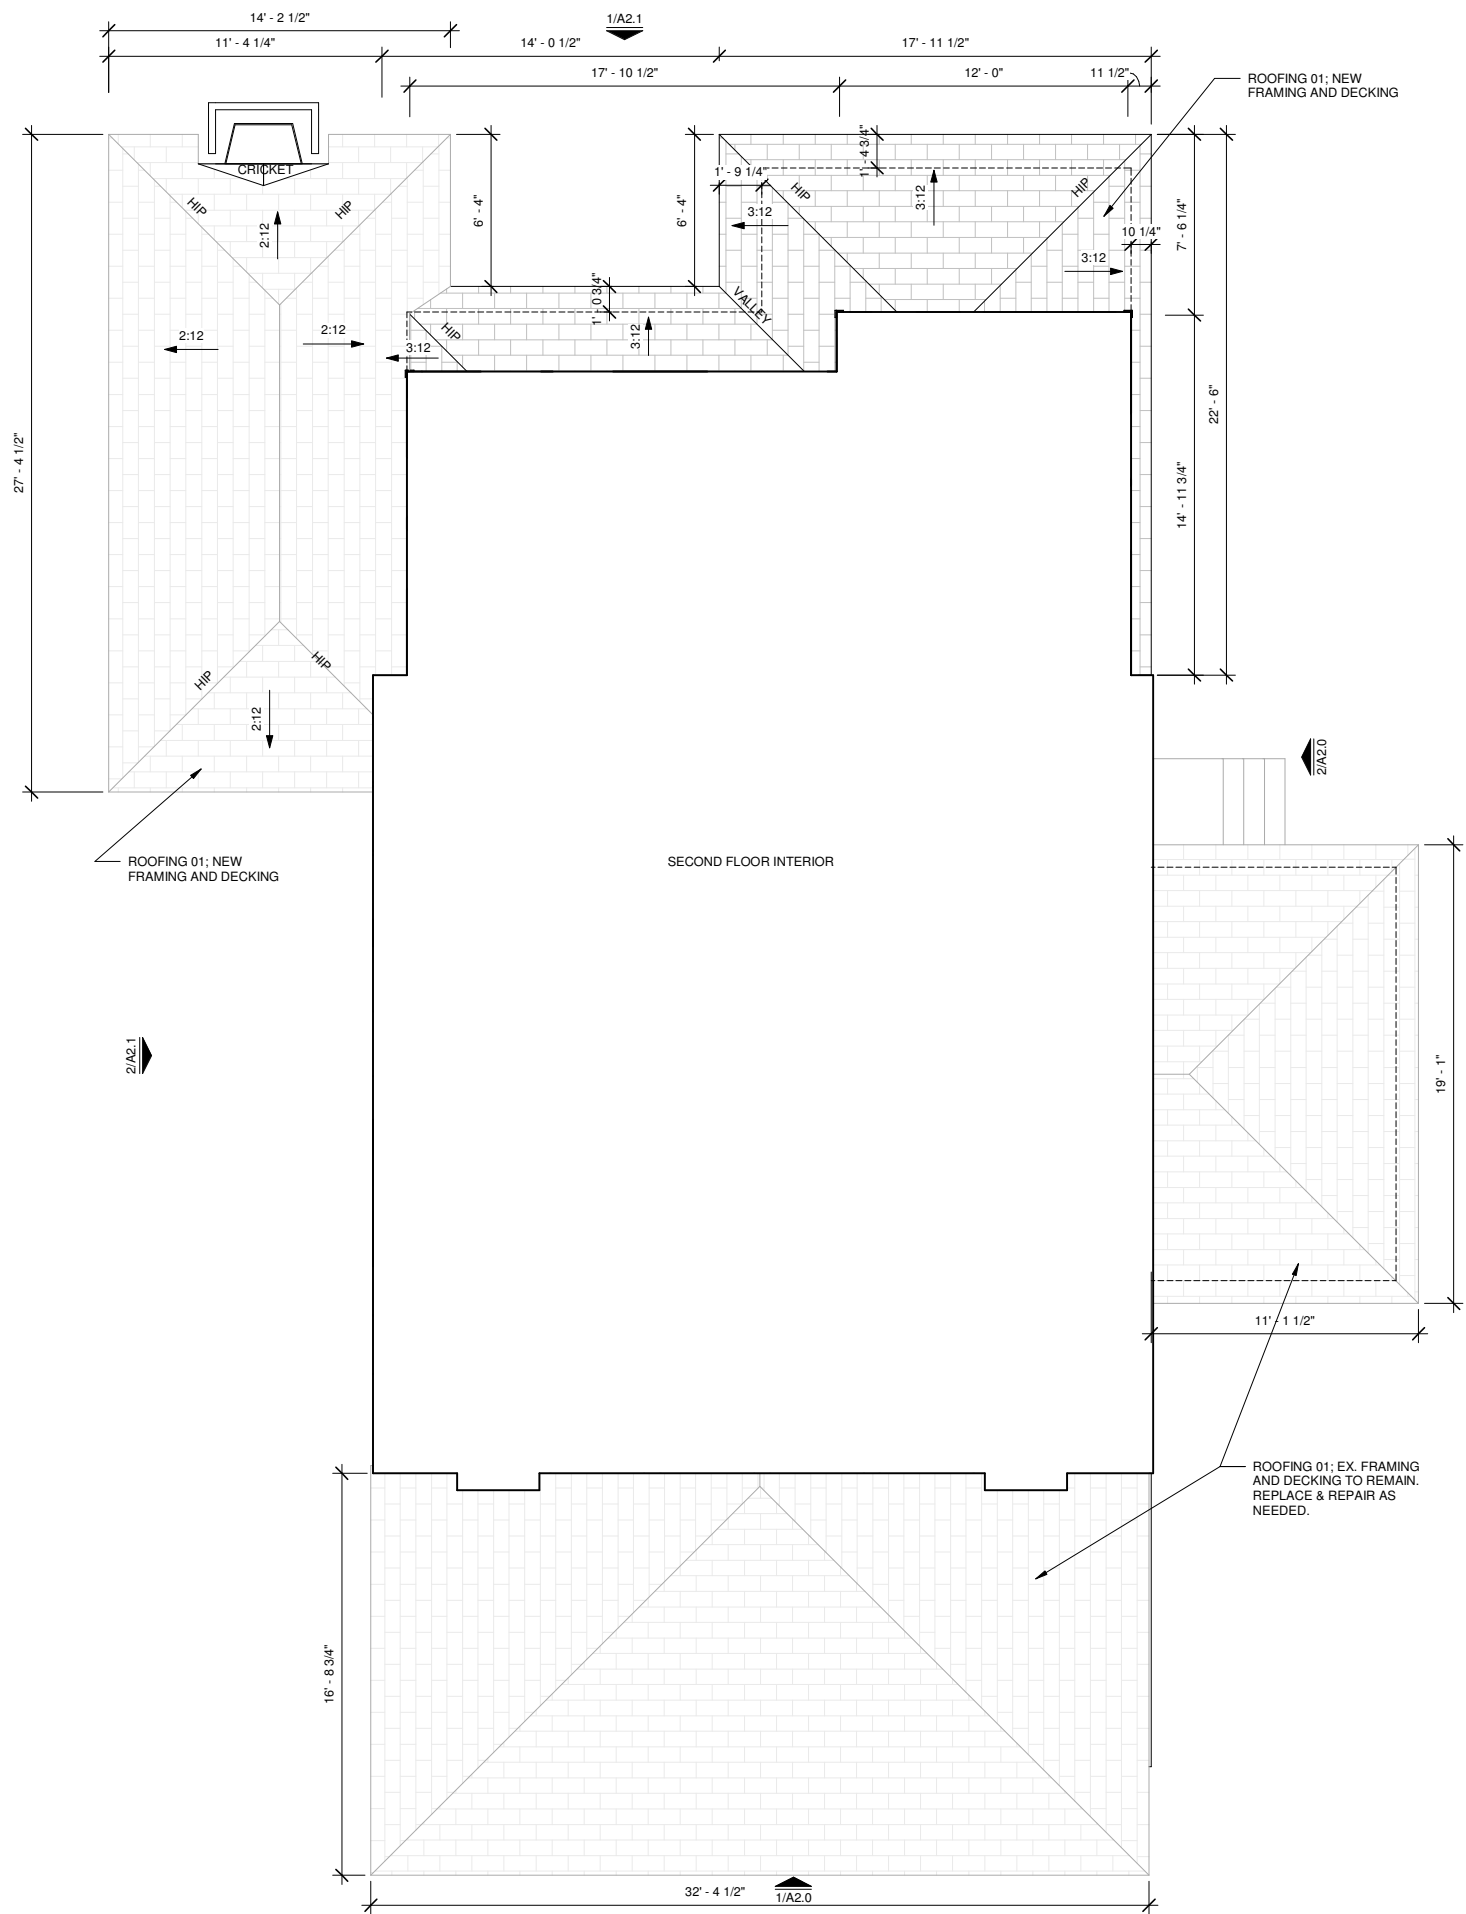 14' - 2 1/2"
1/A2.1
11' - 4 1/4"
14' - 0 1/2"
17' - 11 1/2"
17' - 10 1/2"
12' - 0"
11 1/2"
ROOFING 01; NEW
FRAMING AND DECKING
CRICKET
1' - 4 3/4"
1' - 9 1/4"
HIP
HIP
HIP
HIP
3:12
3:12
6' - 4"
6' - 4"
7' - 6 1/4"
10 1/4"
2:12
3:12
1' - 0 3/4"
VALLEY
HIP
2:12
2:12
3:12
3:12
22' - 6"
27' - 4 1/2"
14' - 11 3/4"
HIP
HIP
2:12
2/A2.0
ROOFING 01; NEW
FRAMING AND DECKING
SECOND FLOOR INTERIOR
2/A2.1
19' - 1"
11' - 1 1/2"
ROOFING 01; EX. FRAMING
AND DECKING TO REMAIN.
REPLACE & REPAIR AS
NEEDED.
16' - 8 3/4"
32' - 4 1/2"
1/A2.0